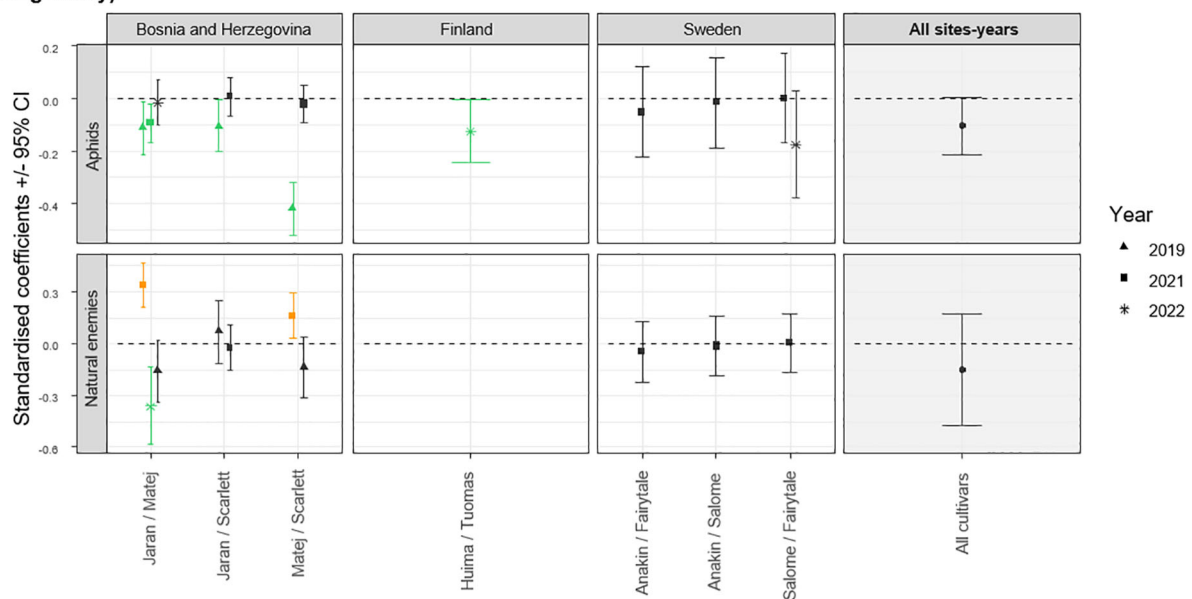 Bosnia and Herzegovina
Finland
Sweden
All sites-years
Standardised coefficients +/- 95% CI
Aphids
0.2
0.0
-0.2
-0.4
Natural enemies
0.3
0.0
-0.3
-0.6
Jaran / Matej
Jaran / Scarlett
Matej / Scarlett
Huima / Tuomas
Anakin / Fairytale
Anakin / Salome
Salome / Fairytale
All cultivars
Year
2019
2021
2022